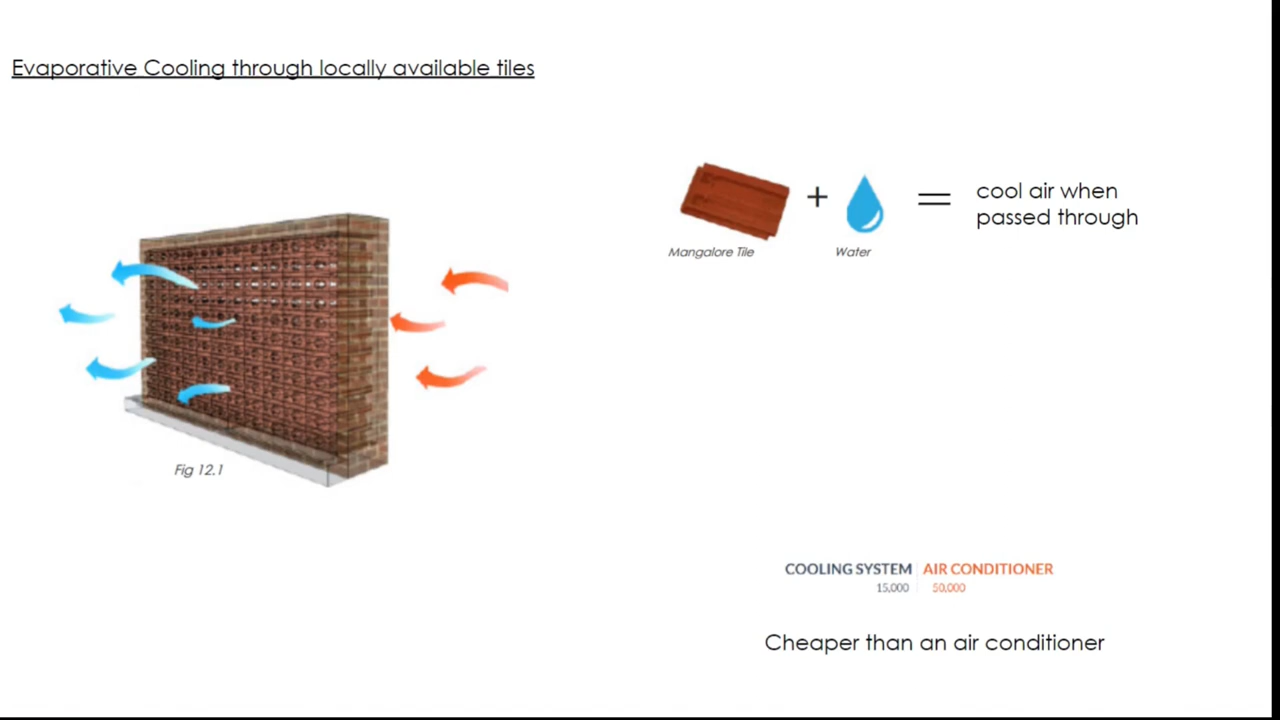 Evaporative Cooling through locally available tiles
+
=
cool air when
passed through
Mangalore Tile
Water
Fig 12.1
COOLING SYSTEM
AIR CONDITIONER
15,000
50,000
Cheaper than an air conditioner